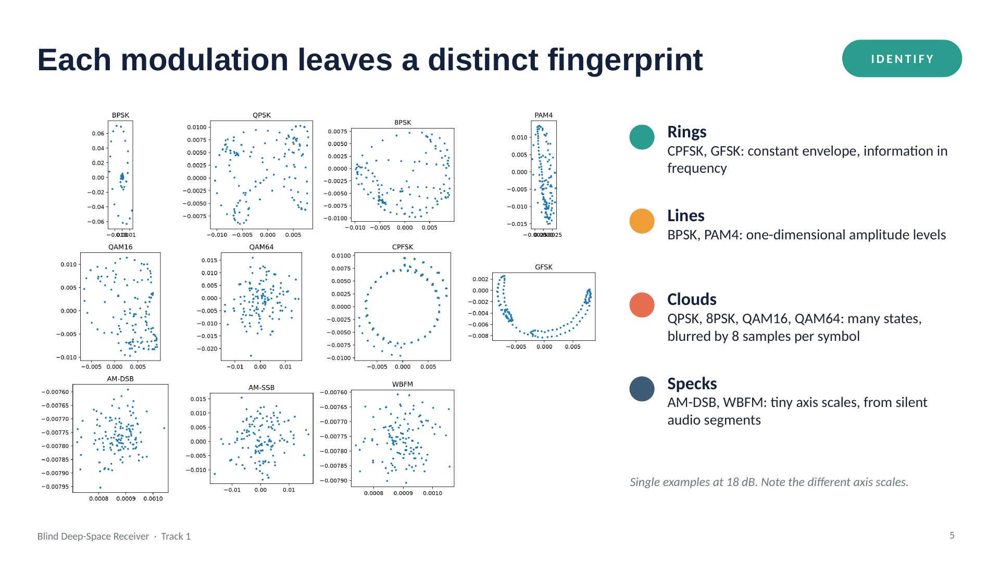 Each modulation leaves a distinct fingerprint
IDENTIFY
BPSK
0.06
0.04
0.02
0.00
−0.02
−0.04
−0.06
QPSK
0.0100
0.0075
0.0050
0.0025
0.0000
−0.0025
−0.0050
−0.0075
−0.010 −0.005 0.000 0.005
8PSK
0.0075
0.0050
0.0025
0.0000
−0.0025
−0.0050
−0.0075
−0.0100
−0.010 −0.005 0.000 0.005
PAM4
0.010
0.005
0.000
−0.005
−0.010
−0.015
QAM16
0.010
0.005
0.000
−0.005
−0.010
−0.005 0.000 0.005
QAM64
0.015
0.010
0.005
0.000
−0.005
−0.010
−0.015
−0.020
−0.01 0.00 0.01
CPFSK
0.0100
0.0075
0.0050
0.0025
0.0000
−0.0025
−0.0050
−0.0075
−0.0100
−0.005 0.000 0.005
GFSK
0.002
0.000
−0.002
−0.004
−0.006
−0.008
−0.005 0.000 0.005
AM-DSB
−0.00760
−0.00765
−0.00770
−0.00775
−0.00780
−0.00785
−0.00790
−0.00795
0.0008 0.0009 0.0010
AM-SSB
0.015
0.010
0.005
0.000
−0.005
−0.010
−0.01 0.00 0.01
WBFM
−0.00760
−0.00765
−0.00770
−0.00775
−0.00780
−0.00785
−0.00790
0.0008 0.0009 0.0010
Rings
CPFSK, GFSK: constant envelope, information in
frequency
Lines
BPSK, PAM4: one-dimensional amplitude levels
Clouds
QPSK, 8PSK, QAM16, QAM64: many states,
blurred by 8 samples per symbol
Specks
AM-DSB, WBFM: tiny axis scales, from silent
audio segments
Single examples at 18 dB. Note the different axis scales.
Blind Deep-Space Receiver · Track 1
5